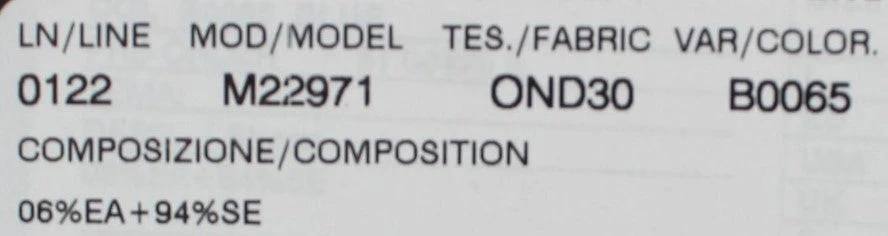 LN/LINE MOD/MODEL TES./FABRIC VAR/COLOR.
0122 M22971 OND30 B0065
COMPOSIZIONE/COMPOSITION
06%EA+94%SE